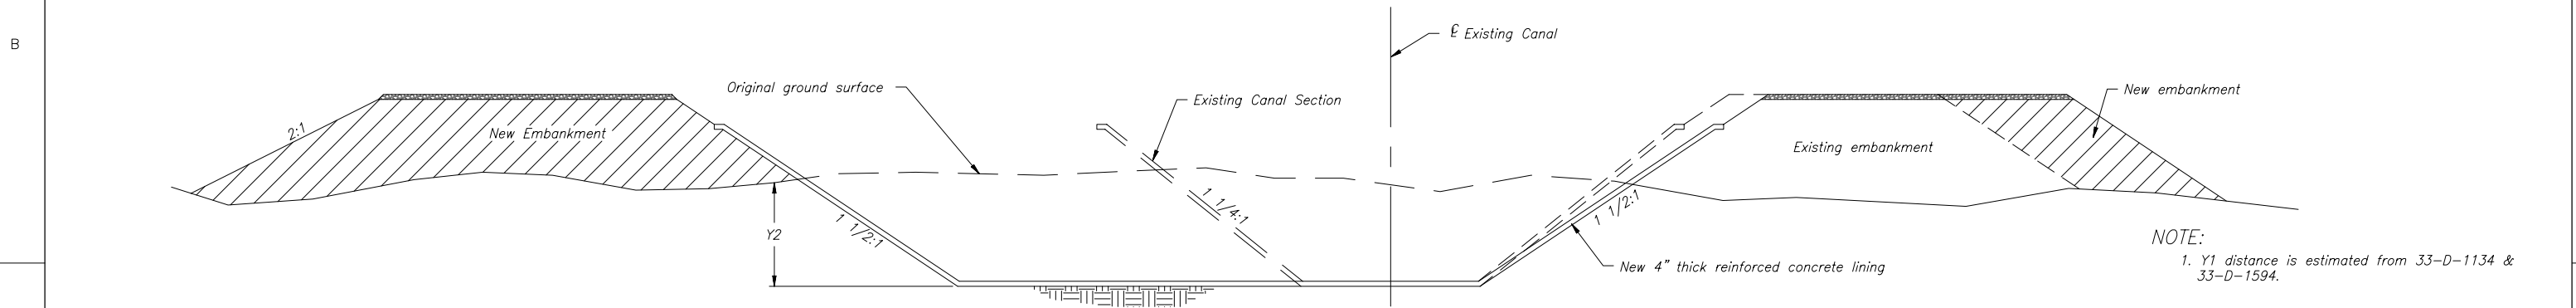 B
℄ Existing Canal
Original ground surface
Existing Canal Section
New embankment
2:1
New Embankment
Existing embankment
1 1/4:1
1 1/2:1
1 1/2:1
Y2
New 4" thick reinforced concrete lining
NOTE:
1. Y1 distance is estimated from 33-D-1134 &
33-D-1594.